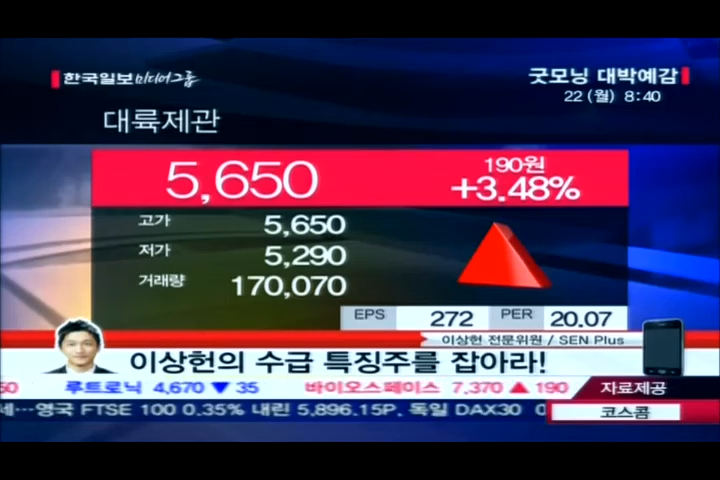 한국일보 미디어그룹
굿모닝 대박예감
22 (월) 8:40
대륙제관
5,650 190원 +3.48%
고가 5,650
저가 5,290
거래량 170,070
EPS 272 PER 20.07
이상헌 전문위원 / SEN Plus
이상헌의 수급 특징주를 잡아라!
50 루트로닉 4,670 ▼ 35 바이오스페이스 7,370 ▲ 190 자료제공
세…영국 FTSE 100 0.35% 내린 5,896.15P, 독일 DAX30 0 코스콤